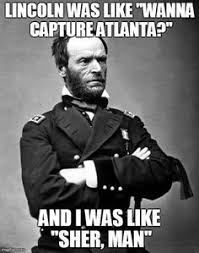 LINCOLN WAS LIKE "WANNA
CAPTURE ATLANTA?"
AND I WAS LIKE
"SHER, MAN"